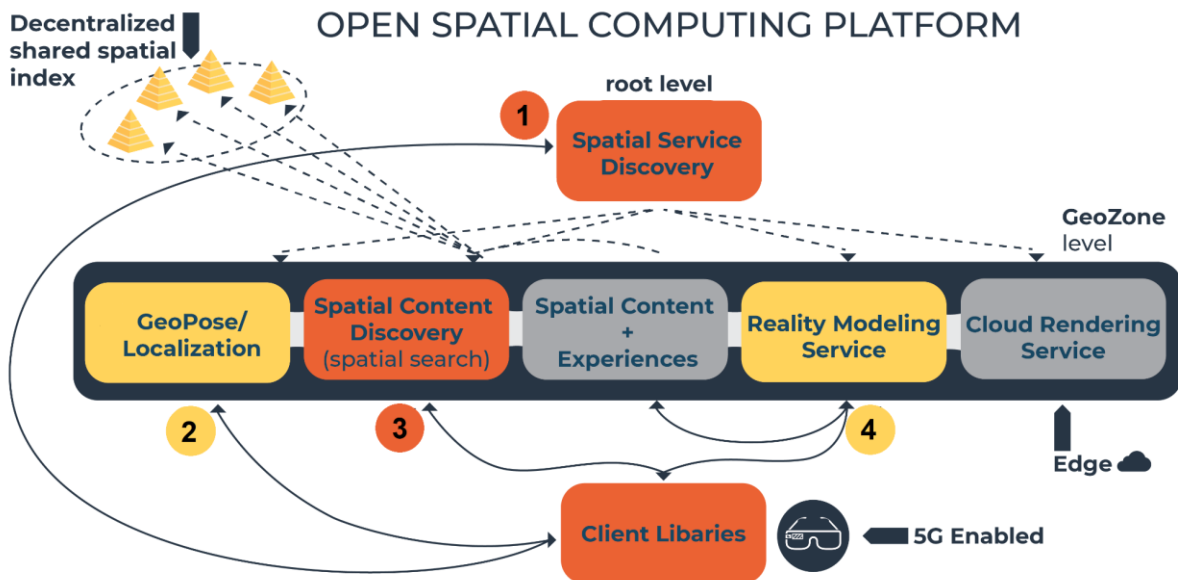 Decentralized
shared spatial
index
OPEN SPATIAL COMPUTING PLATFORM
root level
1
Spatial Service
Discovery
GeoZone
level
GeoPose/
Localization
Spatial Content
Discovery
(spatial search)
Spatial Content
+
Experiences
Reality Modeling
Service
Cloud Rendering
Service
2
3
4
Edge
Client Libaries
5G Enabled